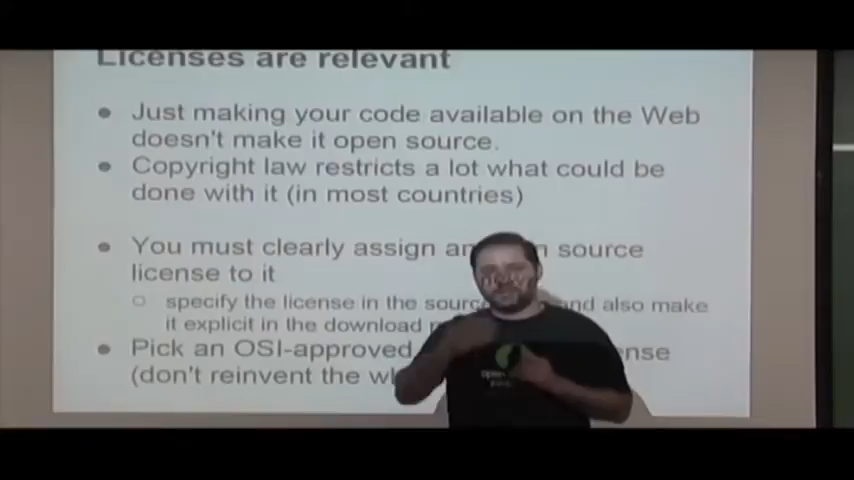 Licenses are relevant
Just making your code available on the Web
doesn't make it open source.
Copyright law restricts a lot what could be
done with it (in most countries)
You must clearly assign an source
license to it
specify the license in the source and also make
it explicit in the download
Pick an OSI-approved
(don't reinvent the
open